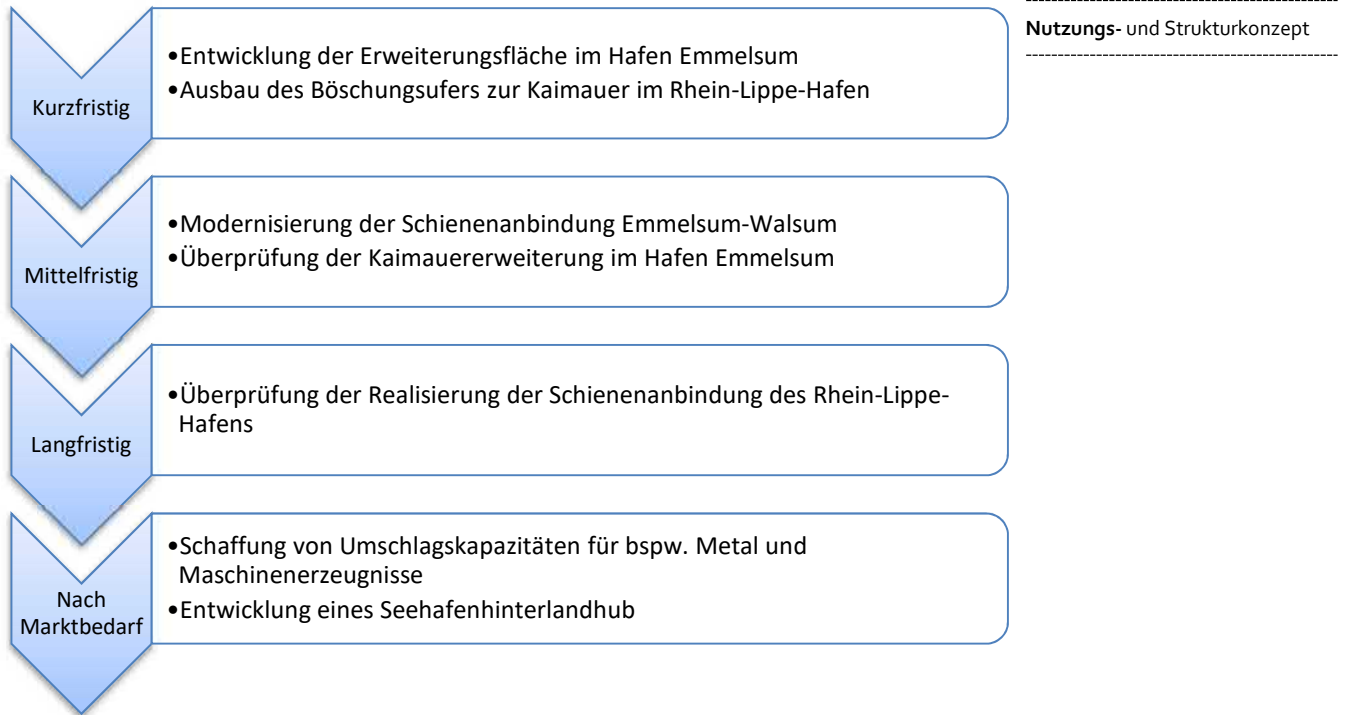 Nutzungs- und Strukturkonzept
Kurzfristig
•Entwicklung der Erweiterungsfläche im Hafen Emmelsum
•Ausbau des Böschungsufers zur Kaimauer im Rhein-Lippe-Hafen
Mittelfristig
•Modernisierung der Schienenanbindung Emmelsum-Walsum
•Überprüfung der Kaimauererweiterung im Hafen Emmelsum
Langfristig
•Überprüfung der Realisierung der Schienenanbindung des Rhein-Lippe-
Hafens
Nach
Marktbedarf
•Schaffung von Umschlagskapazitäten für bspw. Metal und
Maschinenerzeugnisse
•Entwicklung eines Seehafenhinterlandhub